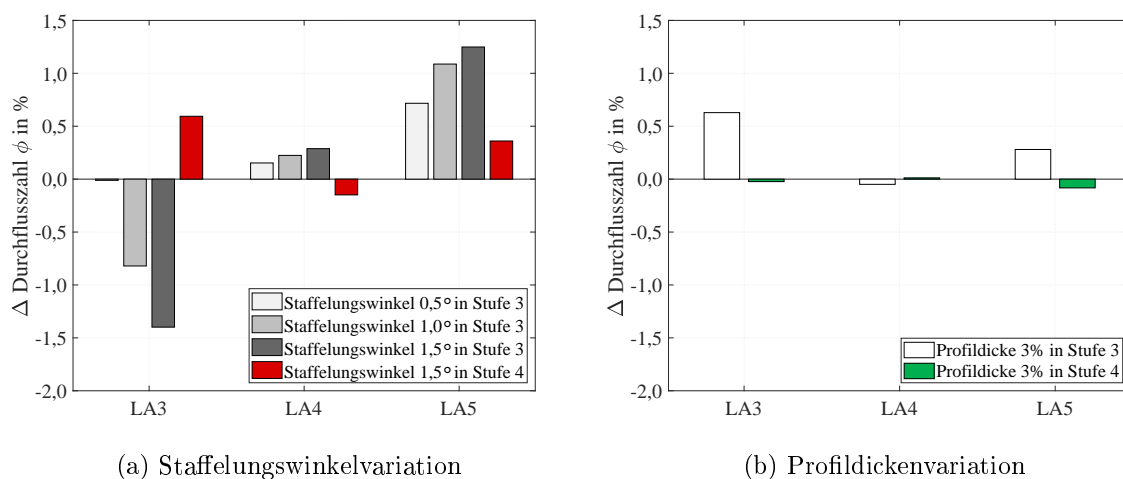 Δ Durchflusszahl ϕ in %
1,5
1,0
0,5
0,0
-0,5
-1,0
-1,5
-2,0
LA3 LA4 LA5
Staffelungswinkel 0,5° in Stufe 3
Staffelungswinkel 1,0° in Stufe 3
Staffelungswinkel 1,5° in Stufe 3
Staffelungswinkel 1,5° in Stufe 4
(a) Staffelungswinkelvariation
Δ Durchflusszahl ϕ in %
1,5
1,0
0,5
0,0
-0,5
-1,0
-1,5
-2,0
LA3 LA4 LA5
Profildicke 3% in Stufe 3
Profildicke 3% in Stufe 4
(b) Profildickenvariation